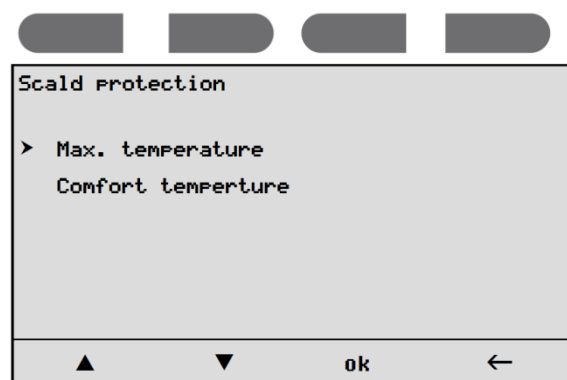 Scald protection
➤ Max. temperature
Comfort temperture
▲ ▼ ok ←